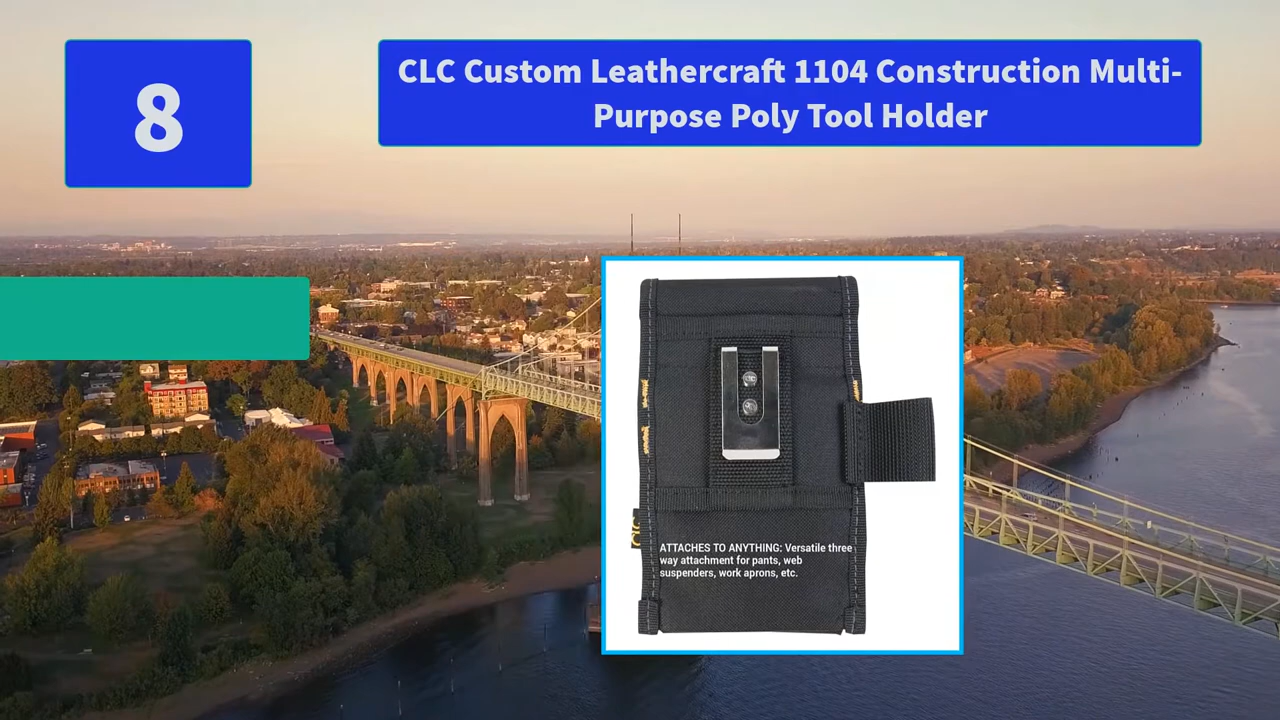 8
CLC Custom Leathercraft 1104 Construction Multi-
Purpose Poly Tool Holder
CLC
ATTACHES TO ANYTHING: Versatile three
way attachment for pants, web
suspenders, work aprons, etc.